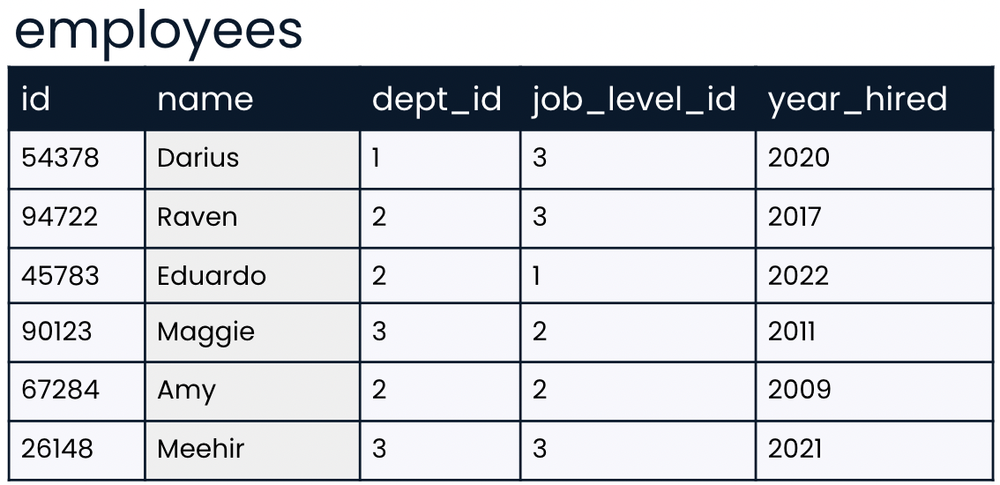 employees
id name dept_id job_level_id year_hired
54378 Darius 1 3 2020
94722 Raven 2 3 2017
45783 Eduardo 2 1 2022
90123 Maggie 3 2 2011
67284 Amy 2 2 2009
26148 Meehir 3 3 2021